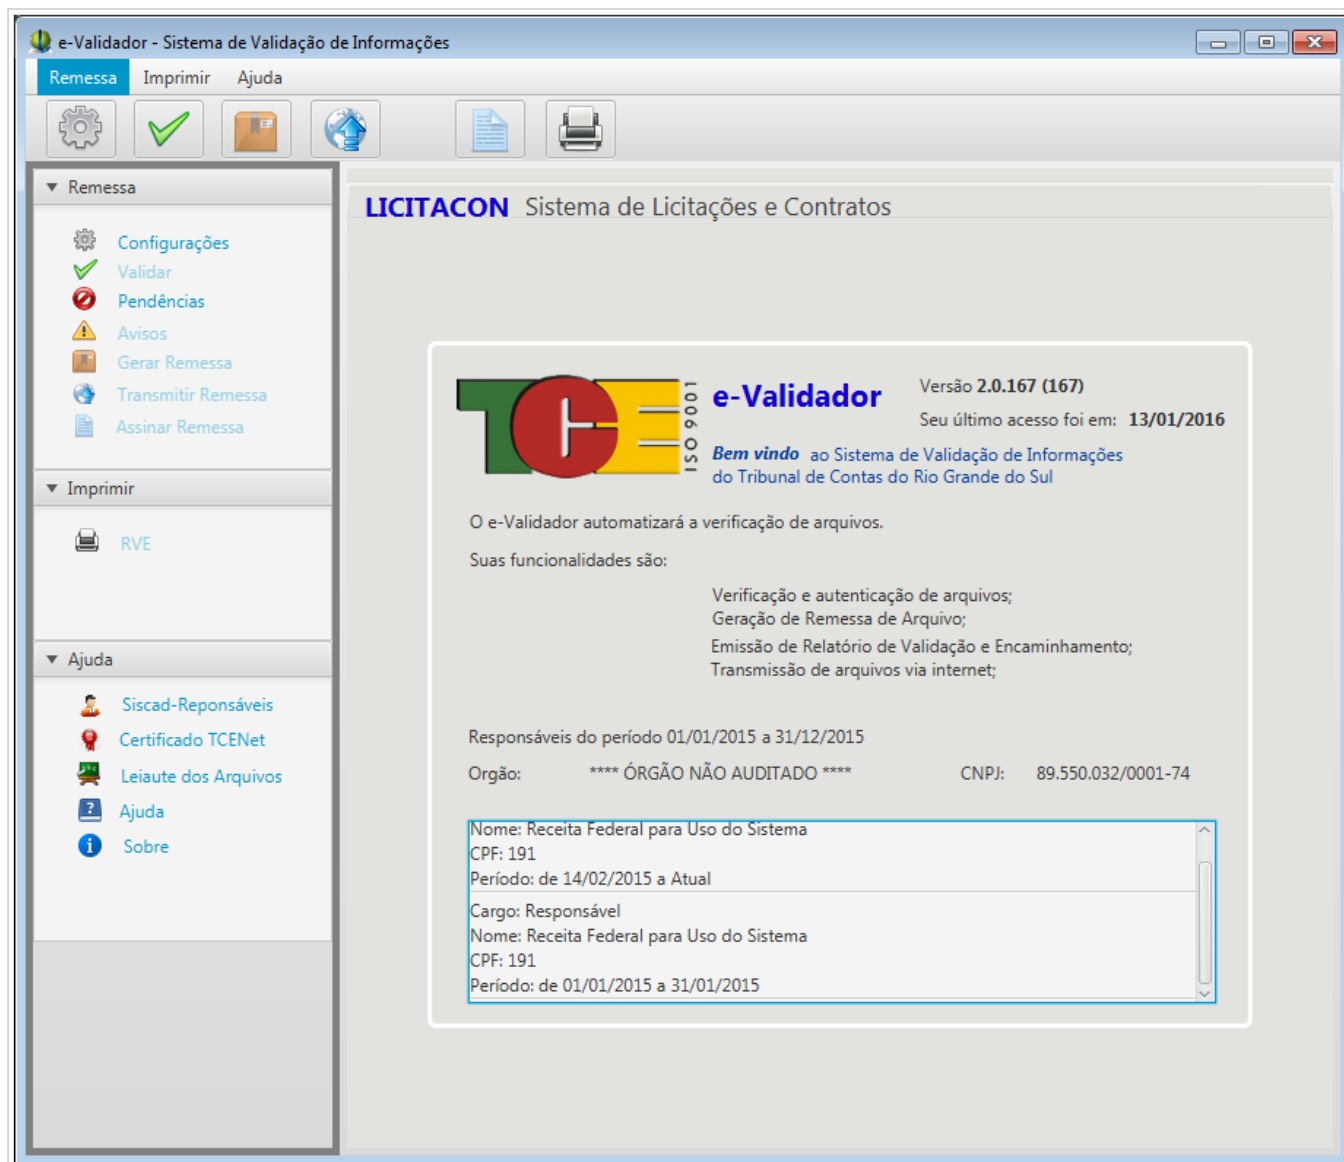 e-Validador - Sistema de Validação de Informações
Remessa Imprimir Ajuda
Remessa
Configurações
Validar
Pendências
Avisos
Gerar Remessa
Transmitir Remessa
Assinar Remessa
Imprimir
RVE
Ajuda
Siscad-Reponsáveis
Certificado TCENet
Leiaute dos Arquivos
Ajuda
Sobre
LICITACON Sistema de Licitações e Contratos
TCE ISO 9001
e-Validador Versão 2.0.167 (167)
Seu último acesso foi em: 13/01/2016
Bem vindo ao Sistema de Validação de Informações
do Tribunal de Contas do Rio Grande do Sul
O e-Validador automatizará a verificação de arquivos.
Suas funcionalidades são:
Verificação e autenticação de arquivos;
Geração de Remessa de Arquivo;
Emissão de Relatório de Validação e Encaminhamento;
Transmissão de arquivos via internet;
Responsáveis do período 01/01/2015 a 31/12/2015
Orgão: **** ÓRGÃO NÃO AUDITADO **** CNPJ: 89.550.032/0001-74
Nome: Receita Federal para Uso do Sistema
CPF: 191
Período: de 14/02/2015 a Atual
Cargo: Responsável
Nome: Receita Federal para Uso do Sistema
CPF: 191
Período: de 01/01/2015 a 31/01/2015